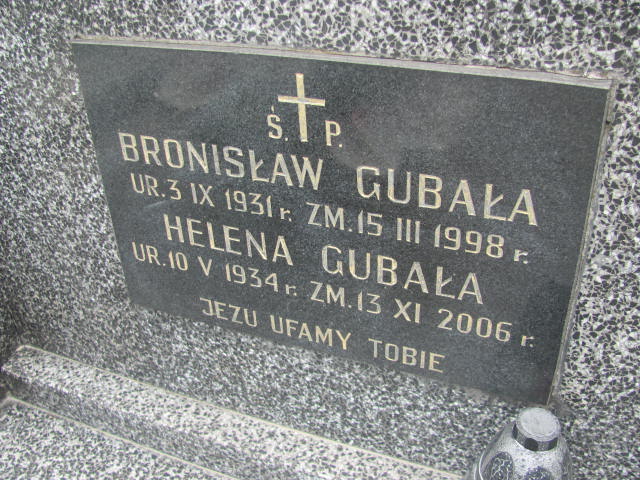 Ś. P.
BRONISŁAW GUBAŁA
UR. 3 IX 1931 r. ZM. 15 III 1998 r.
HELENA GUBAŁA
UR. 10 V 1934 r. ZM. 13 XI 2006 r.
JEZU UFAMY TOBIE